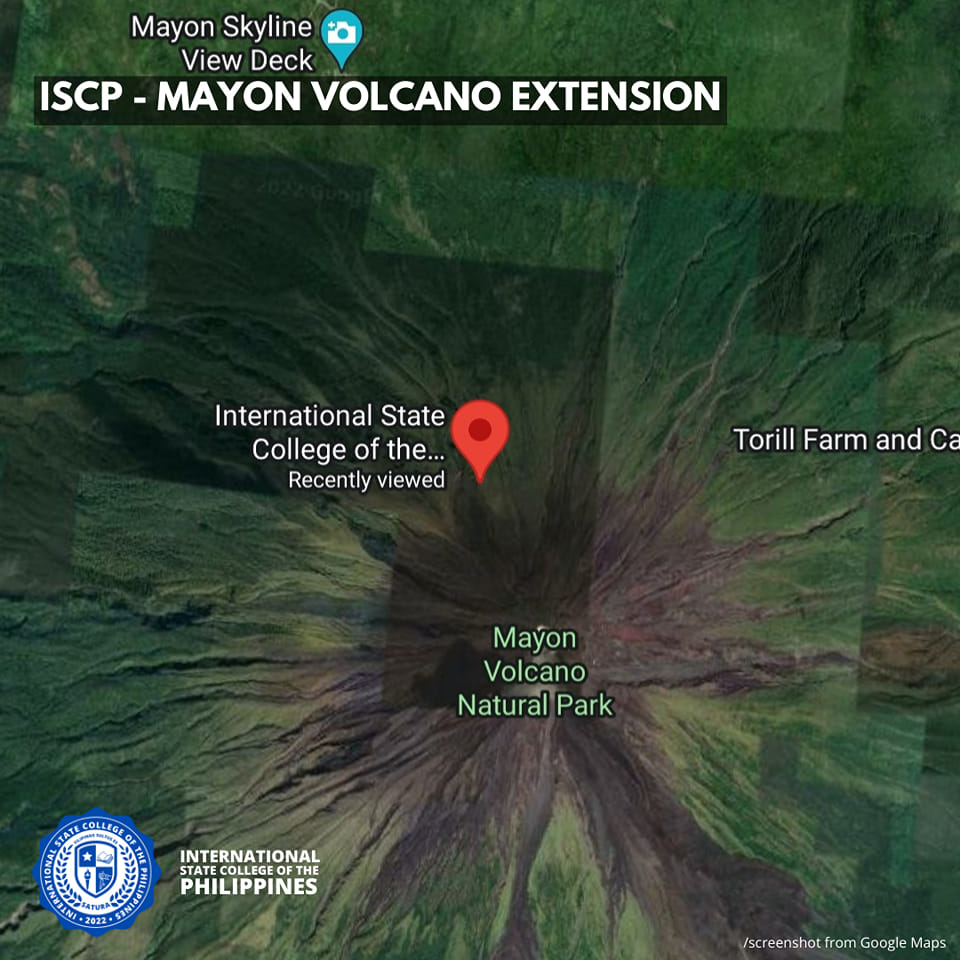 Mayon Skyline
View Deck
ISCP - MAYON VOLCANO EXTENSION
© 2022 Google
International State
College of the...
Recently viewed
Torill Farm and Ca
Mayon
Volcano
Natural Park
INTERNATIONAL STATE COLLEGE OF THE PHILIPPINES
SATURA
• 2022 •
INTERNATIONAL
STATE COLLEGE OF THE
PHILIPPINES
/screenshot from Google Maps